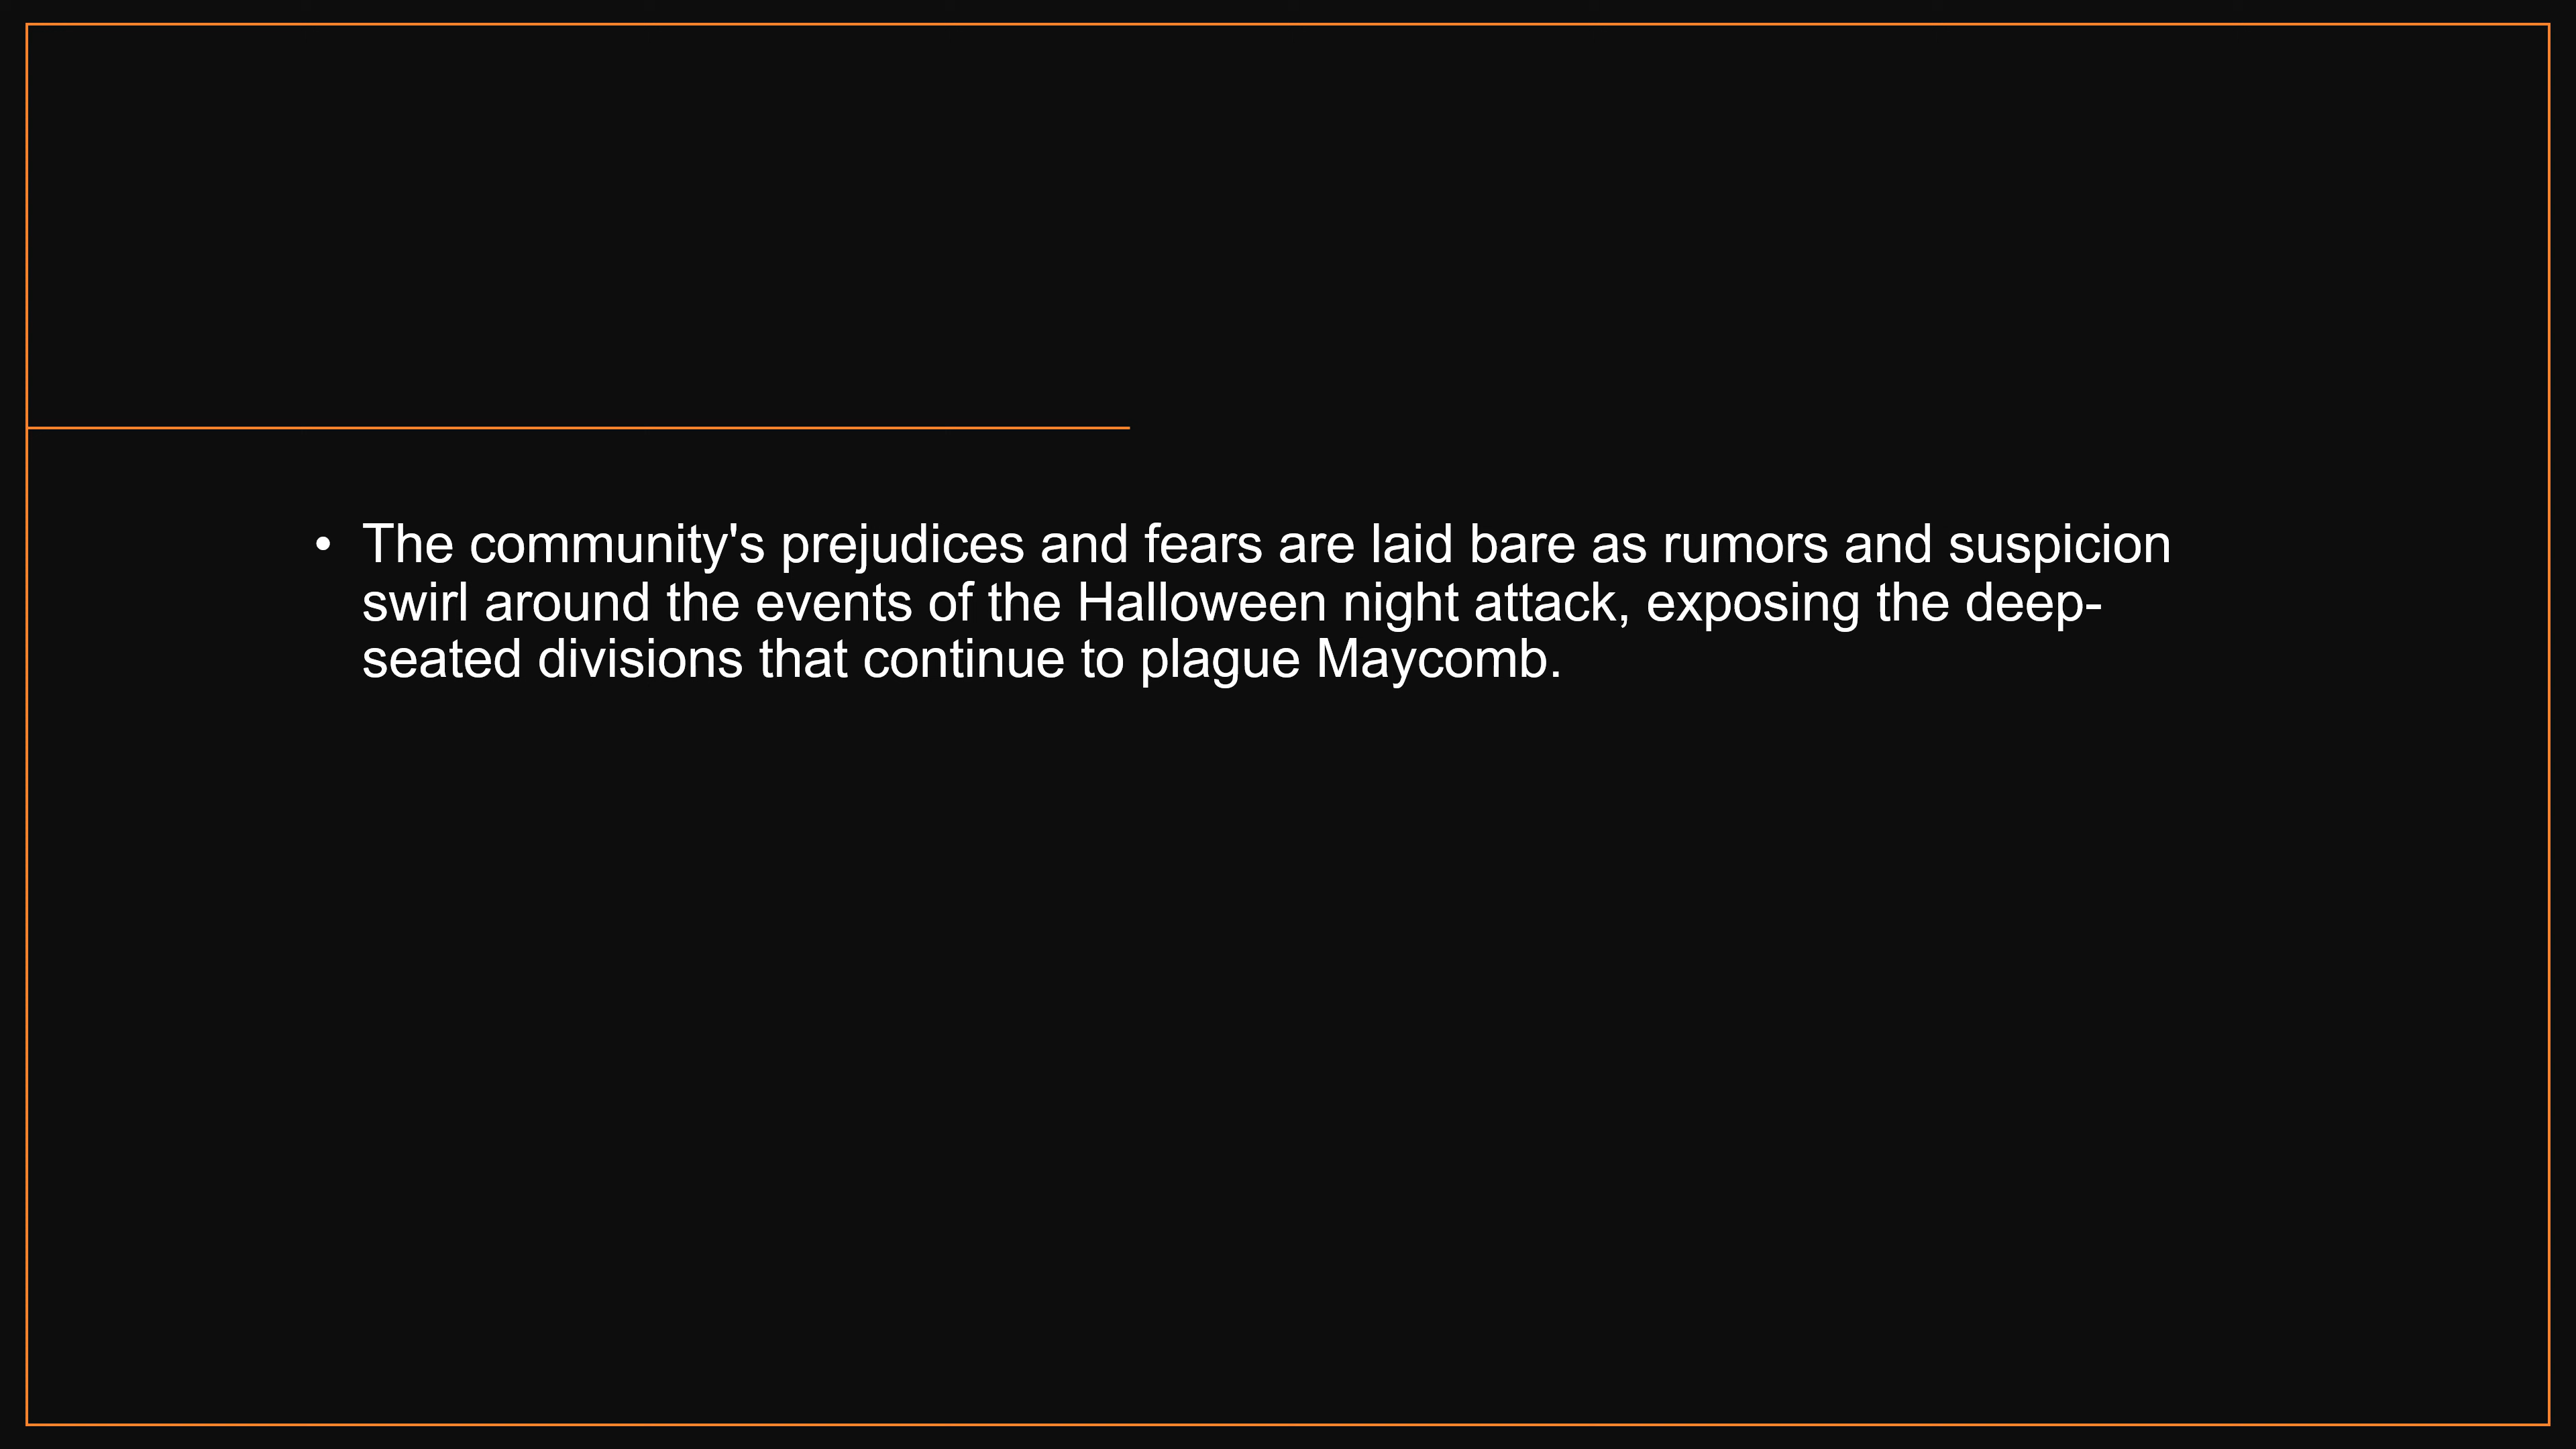 • The community's prejudices and fears are laid bare as rumors and suspicion
swirl around the events of the Halloween night attack, exposing the deep-
seated divisions that continue to plague Maycomb.